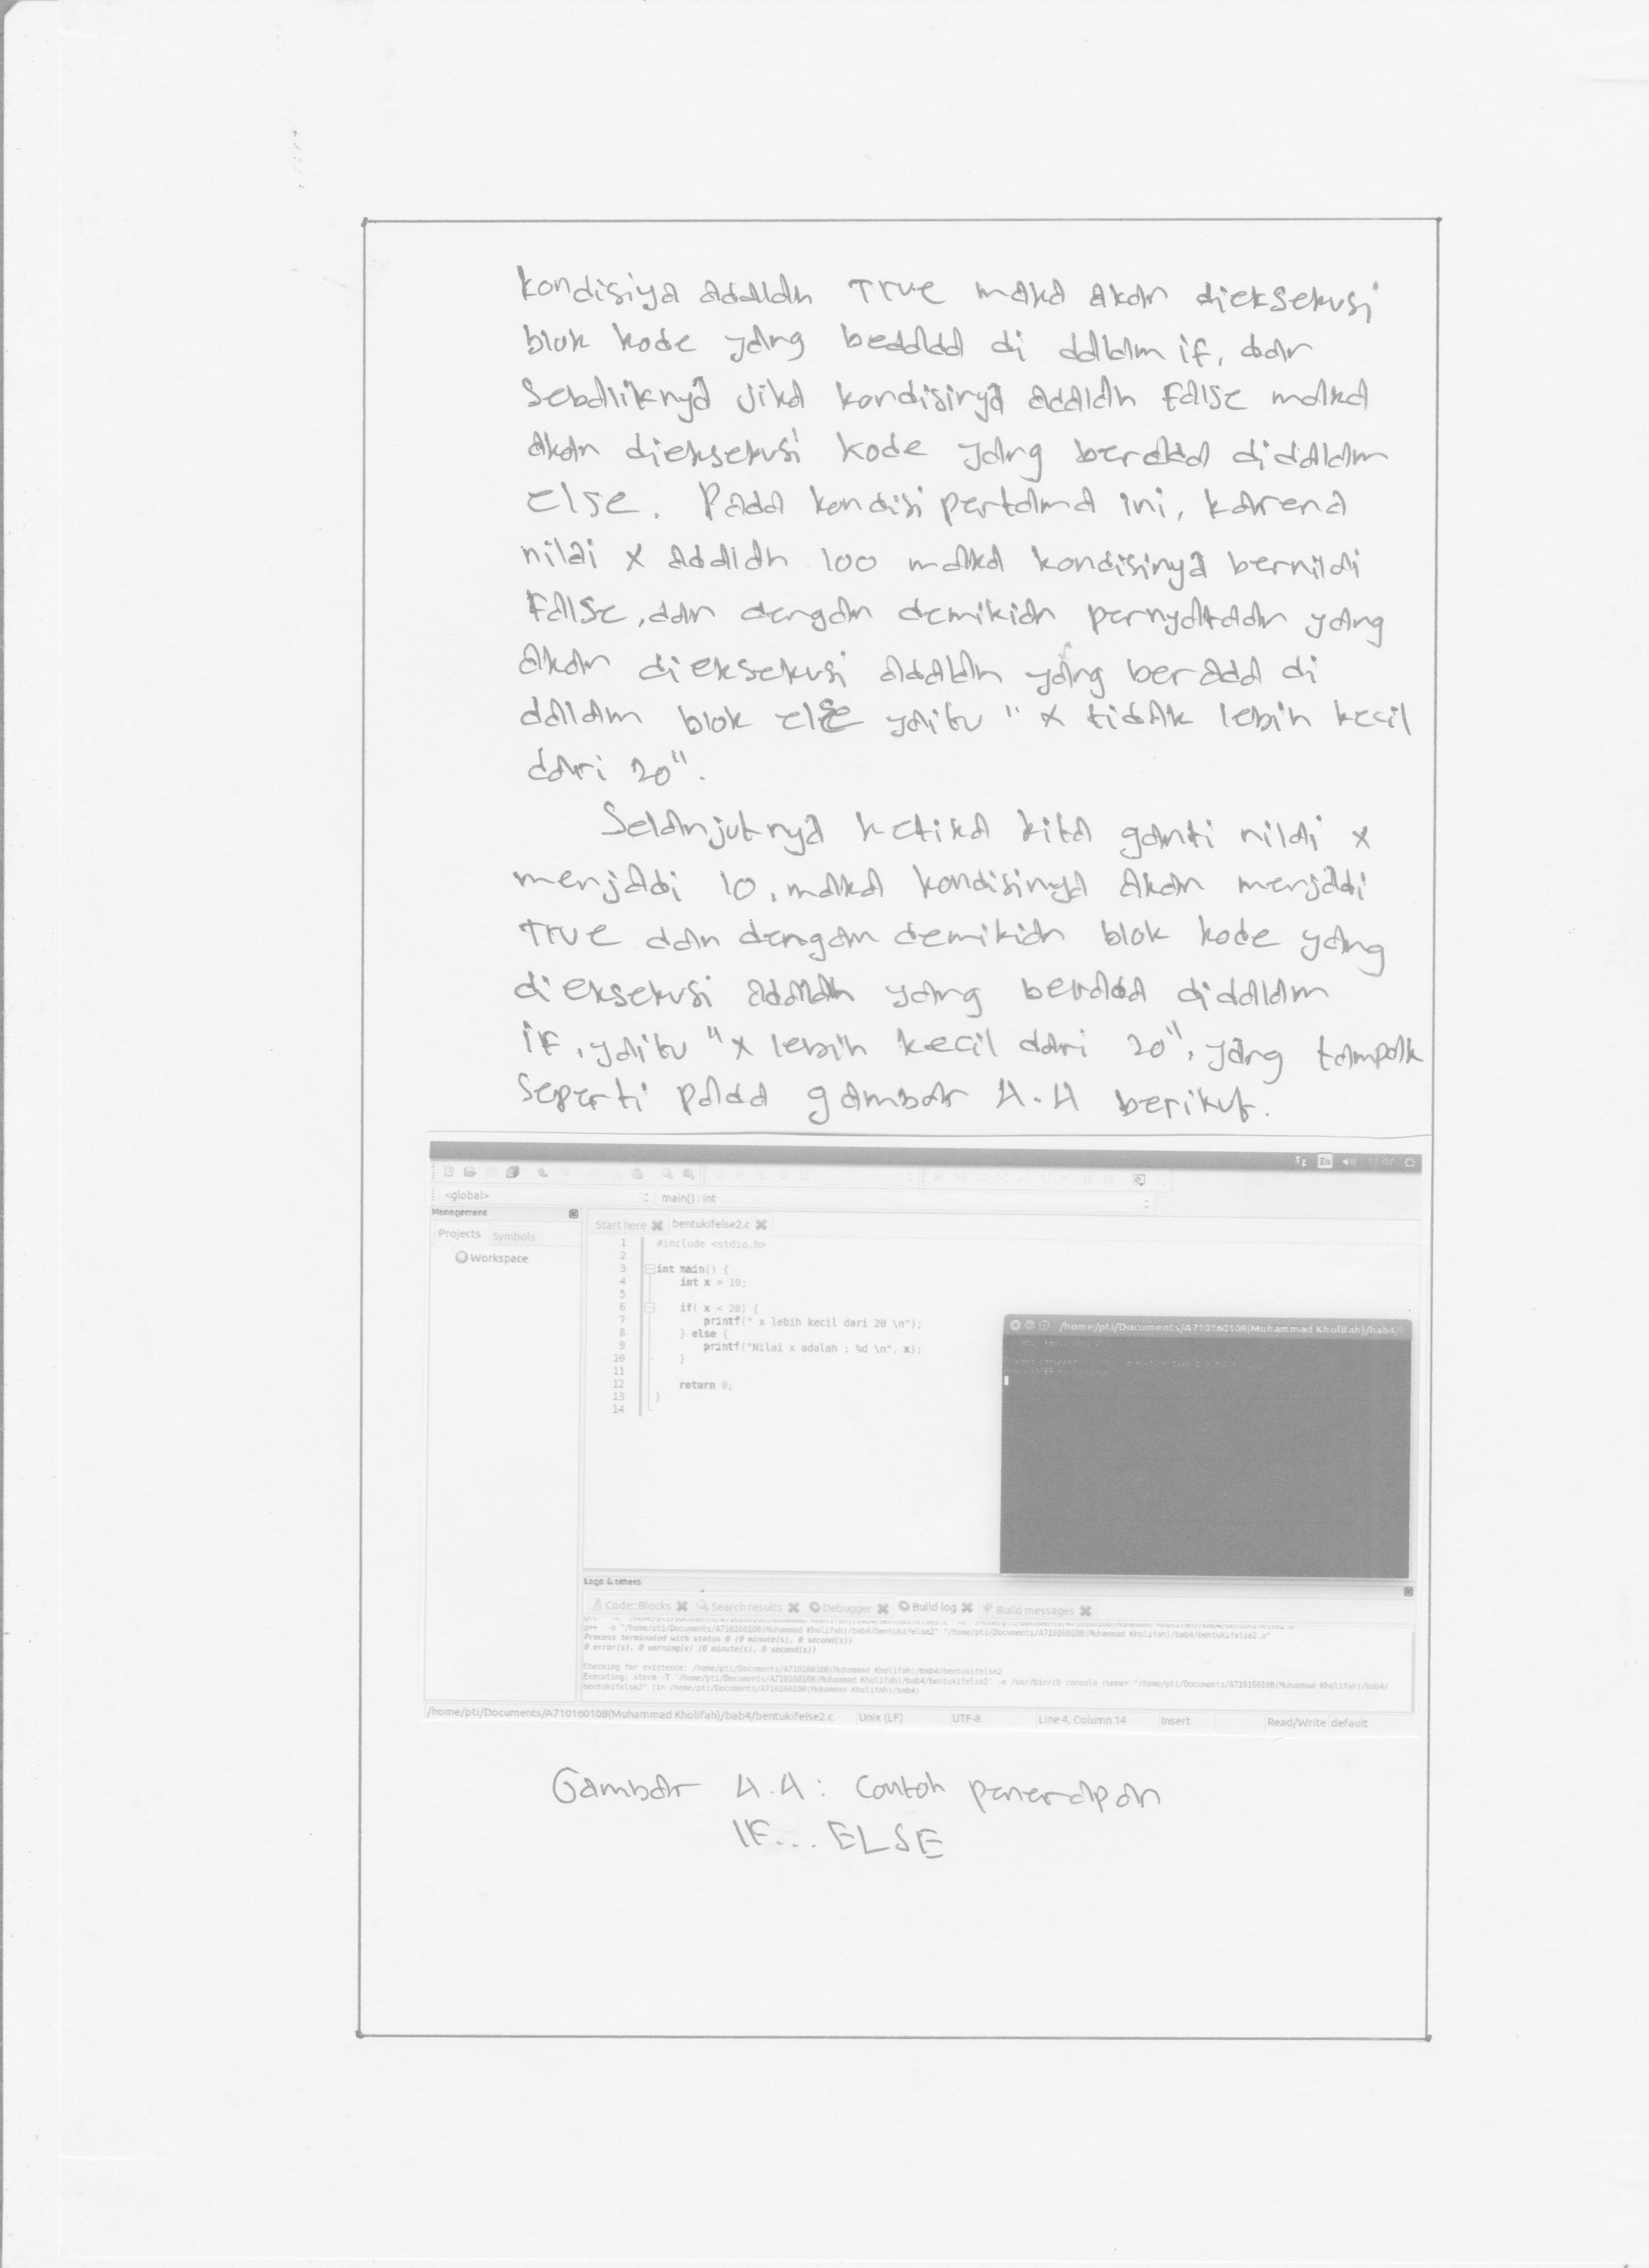 kondisiya adalah True maka akan dieksekusi
blok kode yang beada di dalam if, dan
sebaliknya jika kondisinya adalah False maka
akan dieksekusi kode yang berada didalam
else. Pada kondisi pertama ini, karena
nilai x adalah 100 maka kondisinya bernilai
False, dan dengan demikian pernyataan yang
akan dieksekusi adalah yang berada di
dalam blok else yaitu "x tidak lebih kecil
dari 20".
Selanjutnya ketika kita ganti nilai x
menjadi 10, maka kondisinya akan menjadi
True dan dengan demikian blok kode yang
dieksekusi adalah yang berada didalam
if, yaitu "x lebih kecil dari 20", yang tampak
seperti pada gambar 4.4 berikut.
En
<global> main() : int
Management
Start here bentukifelse2.c
Projects Symbols
Workspace
1 #include <stdio.h>
2
3 int main() {
4 int x = 10;
5
6 if( x < 20) {
7 printf(" x lebih kecil dari 20 \n");
8 } else {
9 printf("Nilai x adalah : %d \n", x);
10 }
11
12 return 0;
13 }
14
/home/pti/Documents/A710160108(Muhammad Kholifah)/bab4/
Logs & others
Code::Blocks Search results Debugger Build log Build messages
g++ -o "/home/pti/Documents/A710160108(Muhammad Kholifah)/bab4/bentukifelse2" "/home/pti/Documents/A710160108(Muhammad Kholifah)/bab4/bentukifelse2.o"
Process terminated with status 0 (0 minute(s), 0 second(s))
0 error(s), 0 warning(s) (0 minute(s), 0 second(s))
Checking for existence: /home/pti/Documents/A710160108(Muhammad Kholifah)/bab4/bentukifelse2
Executing: xterm -T '/home/pti/Documents/A710160108(Muhammad Kholifah)/bab4/bentukifelse2' -e /usr/bin/cb_console_runner "/home/pti/Documents/A710160108(Muhammad Kholifah)/bab4/
bentukifelse2" (in /home/pti/Documents/A710160108(Muhammad Kholifah)/bab4)
/home/pti/Documents/A710160108(Muhammad Kholifah)/bab4/bentukifelse2.c Unix (LF) UTF-8 Line 4, Column 14 Insert Read/Write default
Gambar 4.4 : Contoh penerapan
IF... ELSE